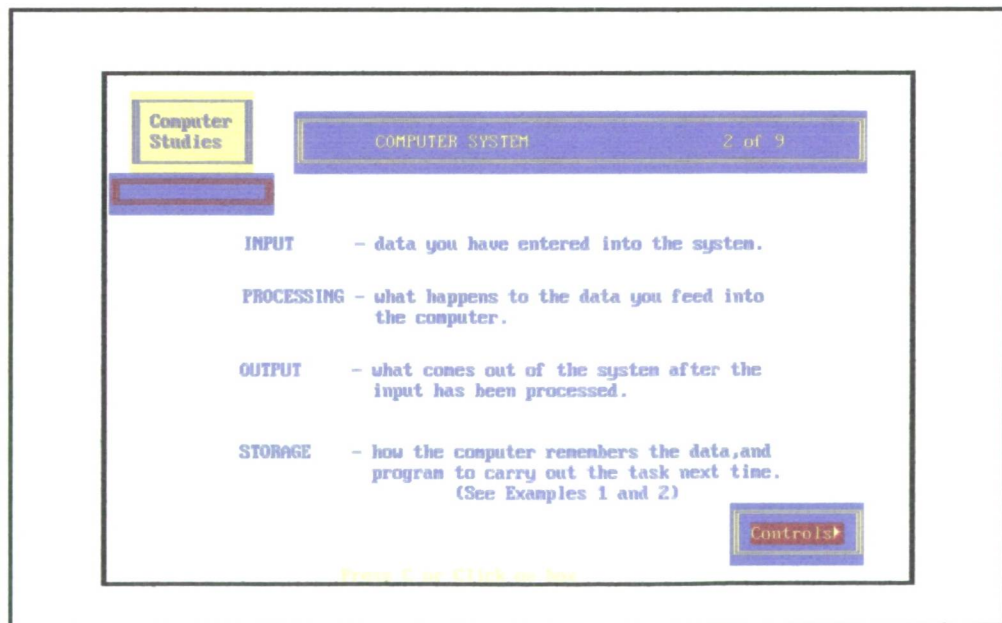 Computer
Studies
COMPUTER SYSTEM 2 of 9
INPUT - data you have entered into the system.
PROCESSING - what happens to the data you feed into
the computer.
OUTPUT - what comes out of the system after the
input has been processed.
STORAGE - how the computer remembers the data,and
program to carry out the task next time.
(See Examples 1 and 2)
Controls